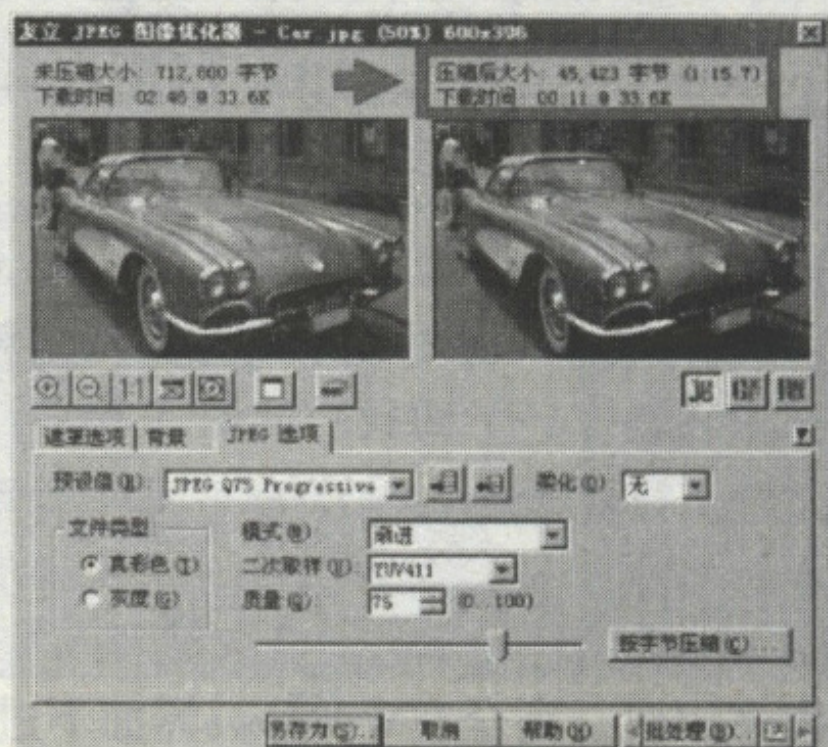 友立 JPEG 图像优化器 - Car jpg (50%) 600x396
未压缩大小: 712,800 字节
下载时间 02:46 @ 33.6K
压缩后大小: 45,423 字节 (1:15.7)
下载时间 00:11 @ 33.6K
1:1
遮罩选项 背景 JPEG 选项
预设值(L): JPEG Q75 Progressive 柔化(O) 无
文件类型
真彩色(T)
灰度(G)
模式(M) 渐进
二次取样 YUV411
质量(Q) 75 (0..100)
按字节压缩(C)...
另存为(S)... 取消 帮助(H) 批处理(B)...